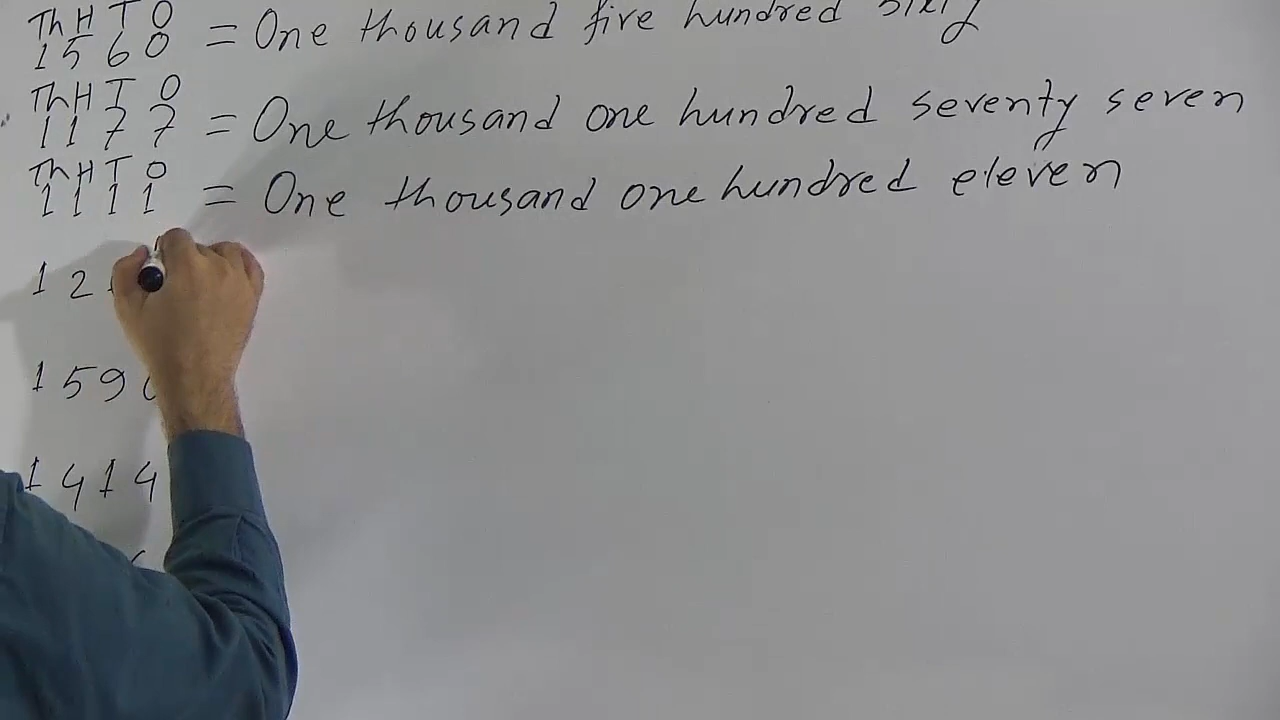 Th H T O
1 5 6 0 = One thousand five hundred sixty
Th H T O
1 1 7 7 = One thousand one hundred seventy seven
Th H T O
1 1 1 1 = One thousand one hundred eleven
1 2
1 5 9
1 4 1 4